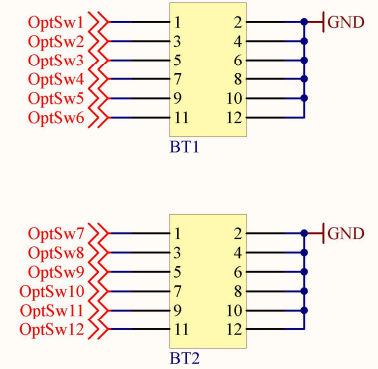 OptSw1 1 2 GND
OptSw2 3 4
OptSw3 5 6
OptSw4 7 8
OptSw5 9 10
OptSw6 11 12
BT1
OptSw7 1 2 GND
OptSw8 3 4
OptSw9 5 6
OptSw10 7 8
OptSw11 9 10
OptSw12 11 12
BT2